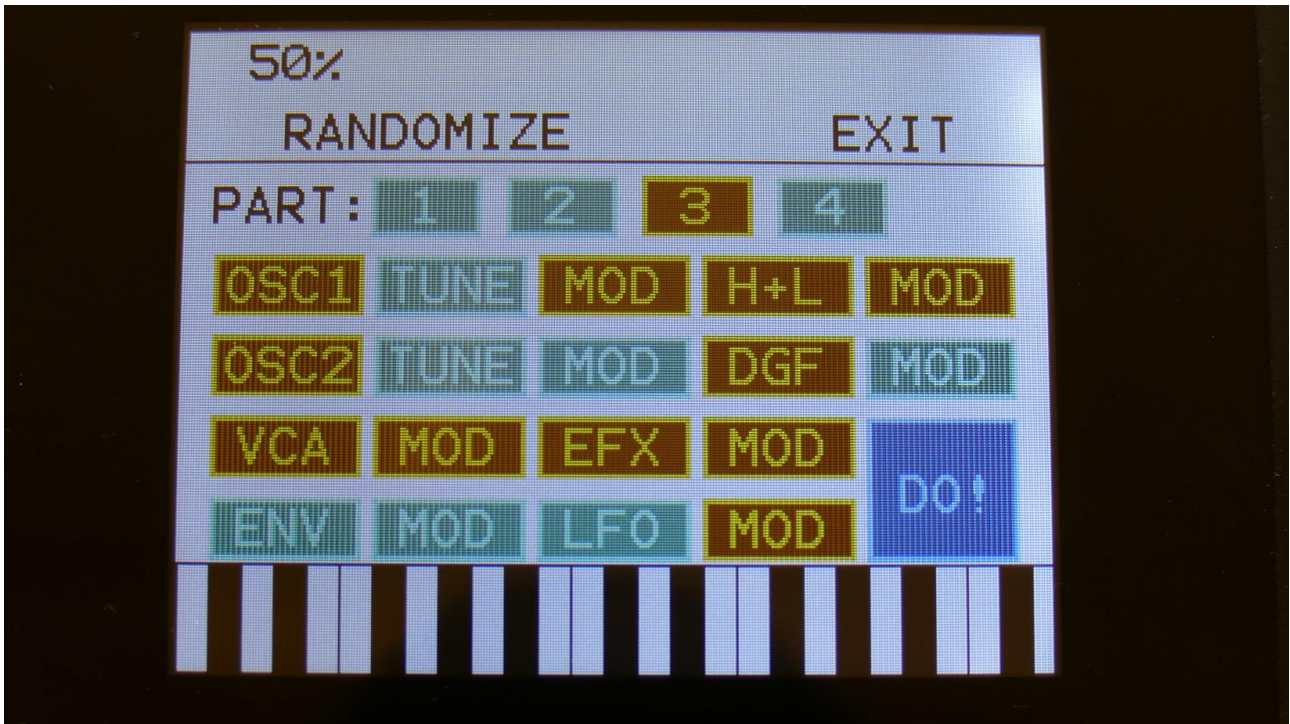 50%
RANDOMIZE EXIT
PART: 1 2 3 4
OSC1 TUNE MOD H+L MOD
OSC2 TUNE MOD DGF MOD
VCA MOD EFX MOD
DO!
ENV MOD LFO MOD